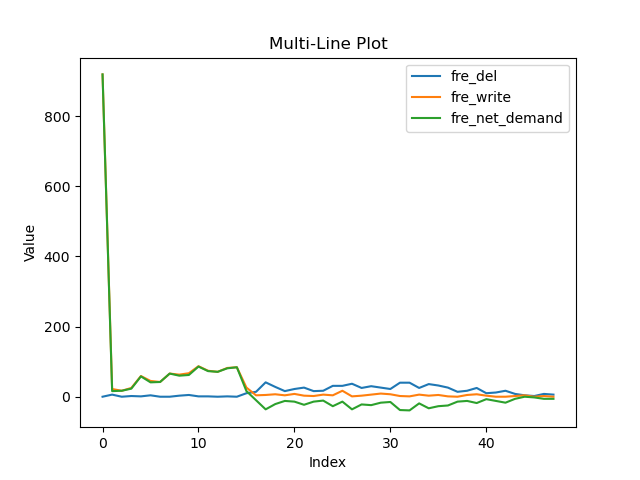 Multi-Line Plot
fre_del
fre_write
fre_net_demand
Value
800
600
400
200
0
0 10 20 30 40
Index